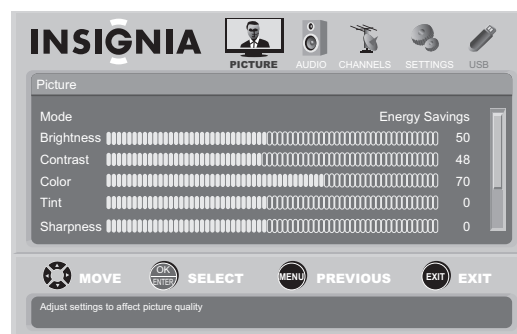 INSIGNIA
PICTURE AUDIO CHANNELS SETTINGS USB
Picture
Mode Energy Savings
Brightness 50
Contrast 48
Color 70
Tint 0
Sharpness 0
MOVE OK ENTER SELECT MENU PREVIOUS EXIT EXIT
Adjust settings to affect picture quality